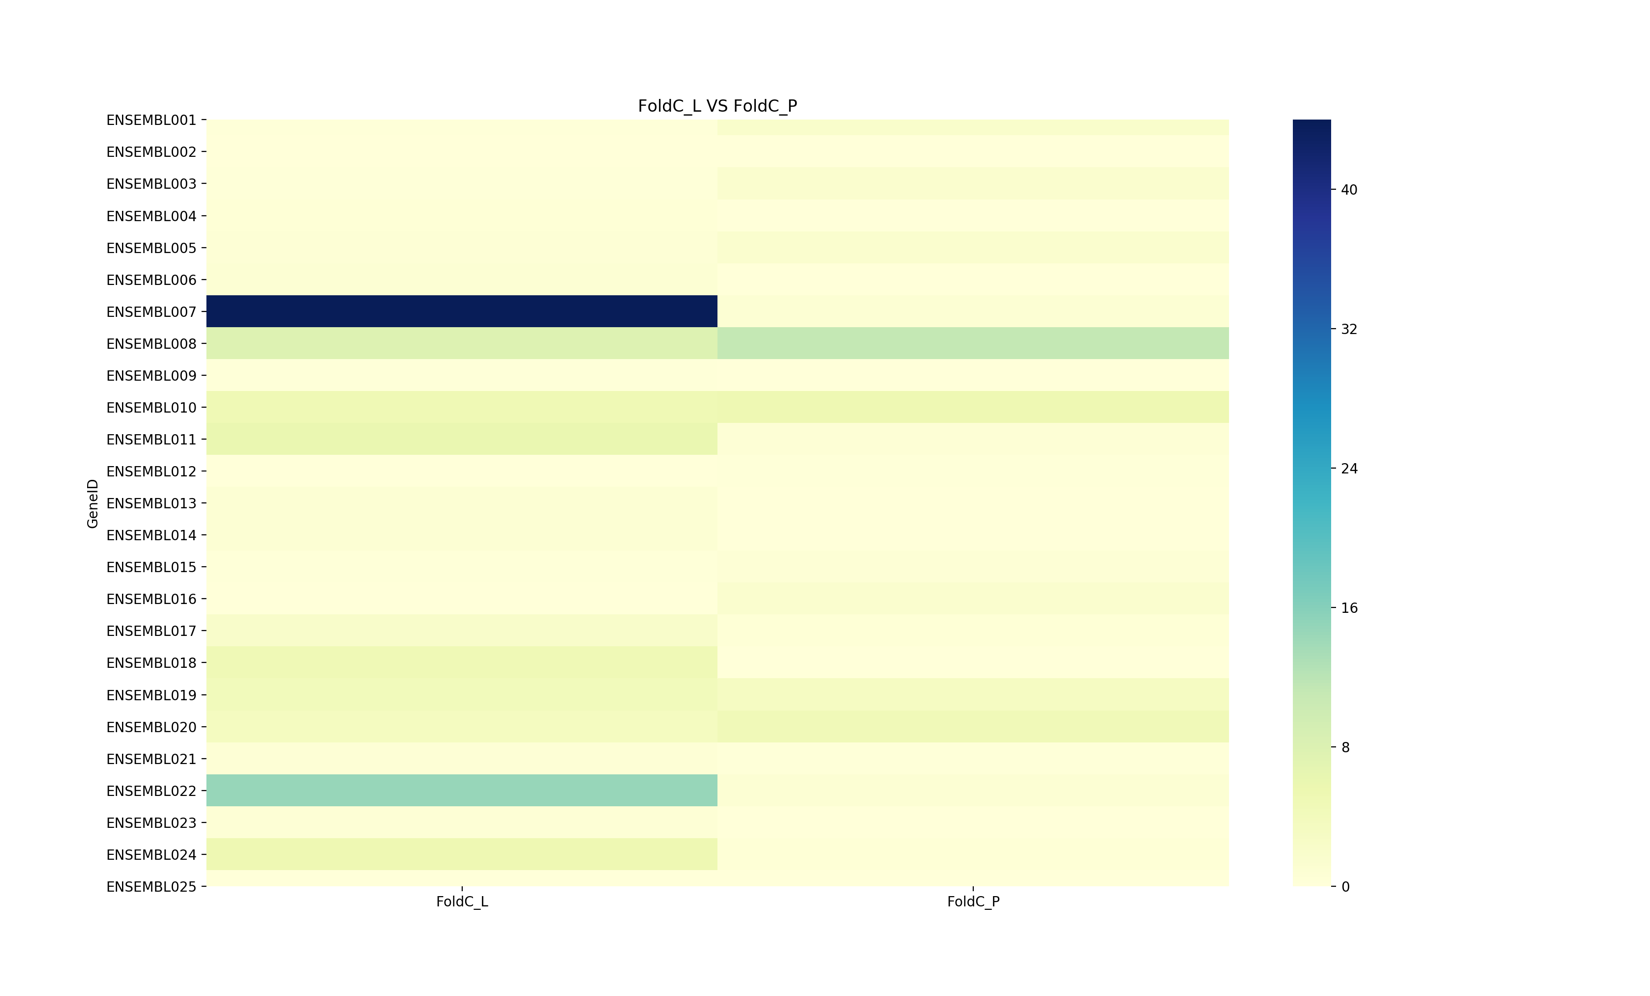 FoldC_L VS FoldC_P
GeneID
ENSEMBL001
ENSEMBL002
ENSEMBL003
ENSEMBL004
ENSEMBL005
ENSEMBL006
ENSEMBL007
ENSEMBL008
ENSEMBL009
ENSEMBL010
ENSEMBL011
ENSEMBL012
ENSEMBL013
ENSEMBL014
ENSEMBL015
ENSEMBL016
ENSEMBL017
ENSEMBL018
ENSEMBL019
ENSEMBL020
ENSEMBL021
ENSEMBL022
ENSEMBL023
ENSEMBL024
ENSEMBL025
FoldC_L
FoldC_P
40
32
24
16
8
0